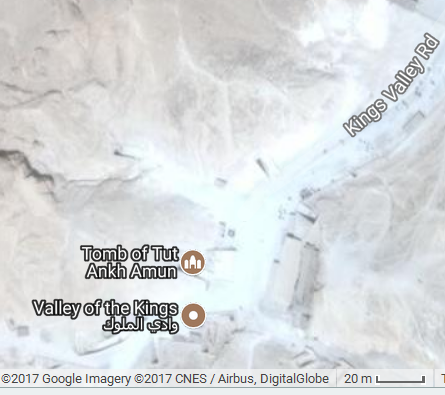 Kings Valley Rd
Tomb of Tut
Ankh Amun
Valley of the Kings
وادي الملوك
©2017 Google Imagery ©2017 CNES / Airbus, DigitalGlobe
20 m
T